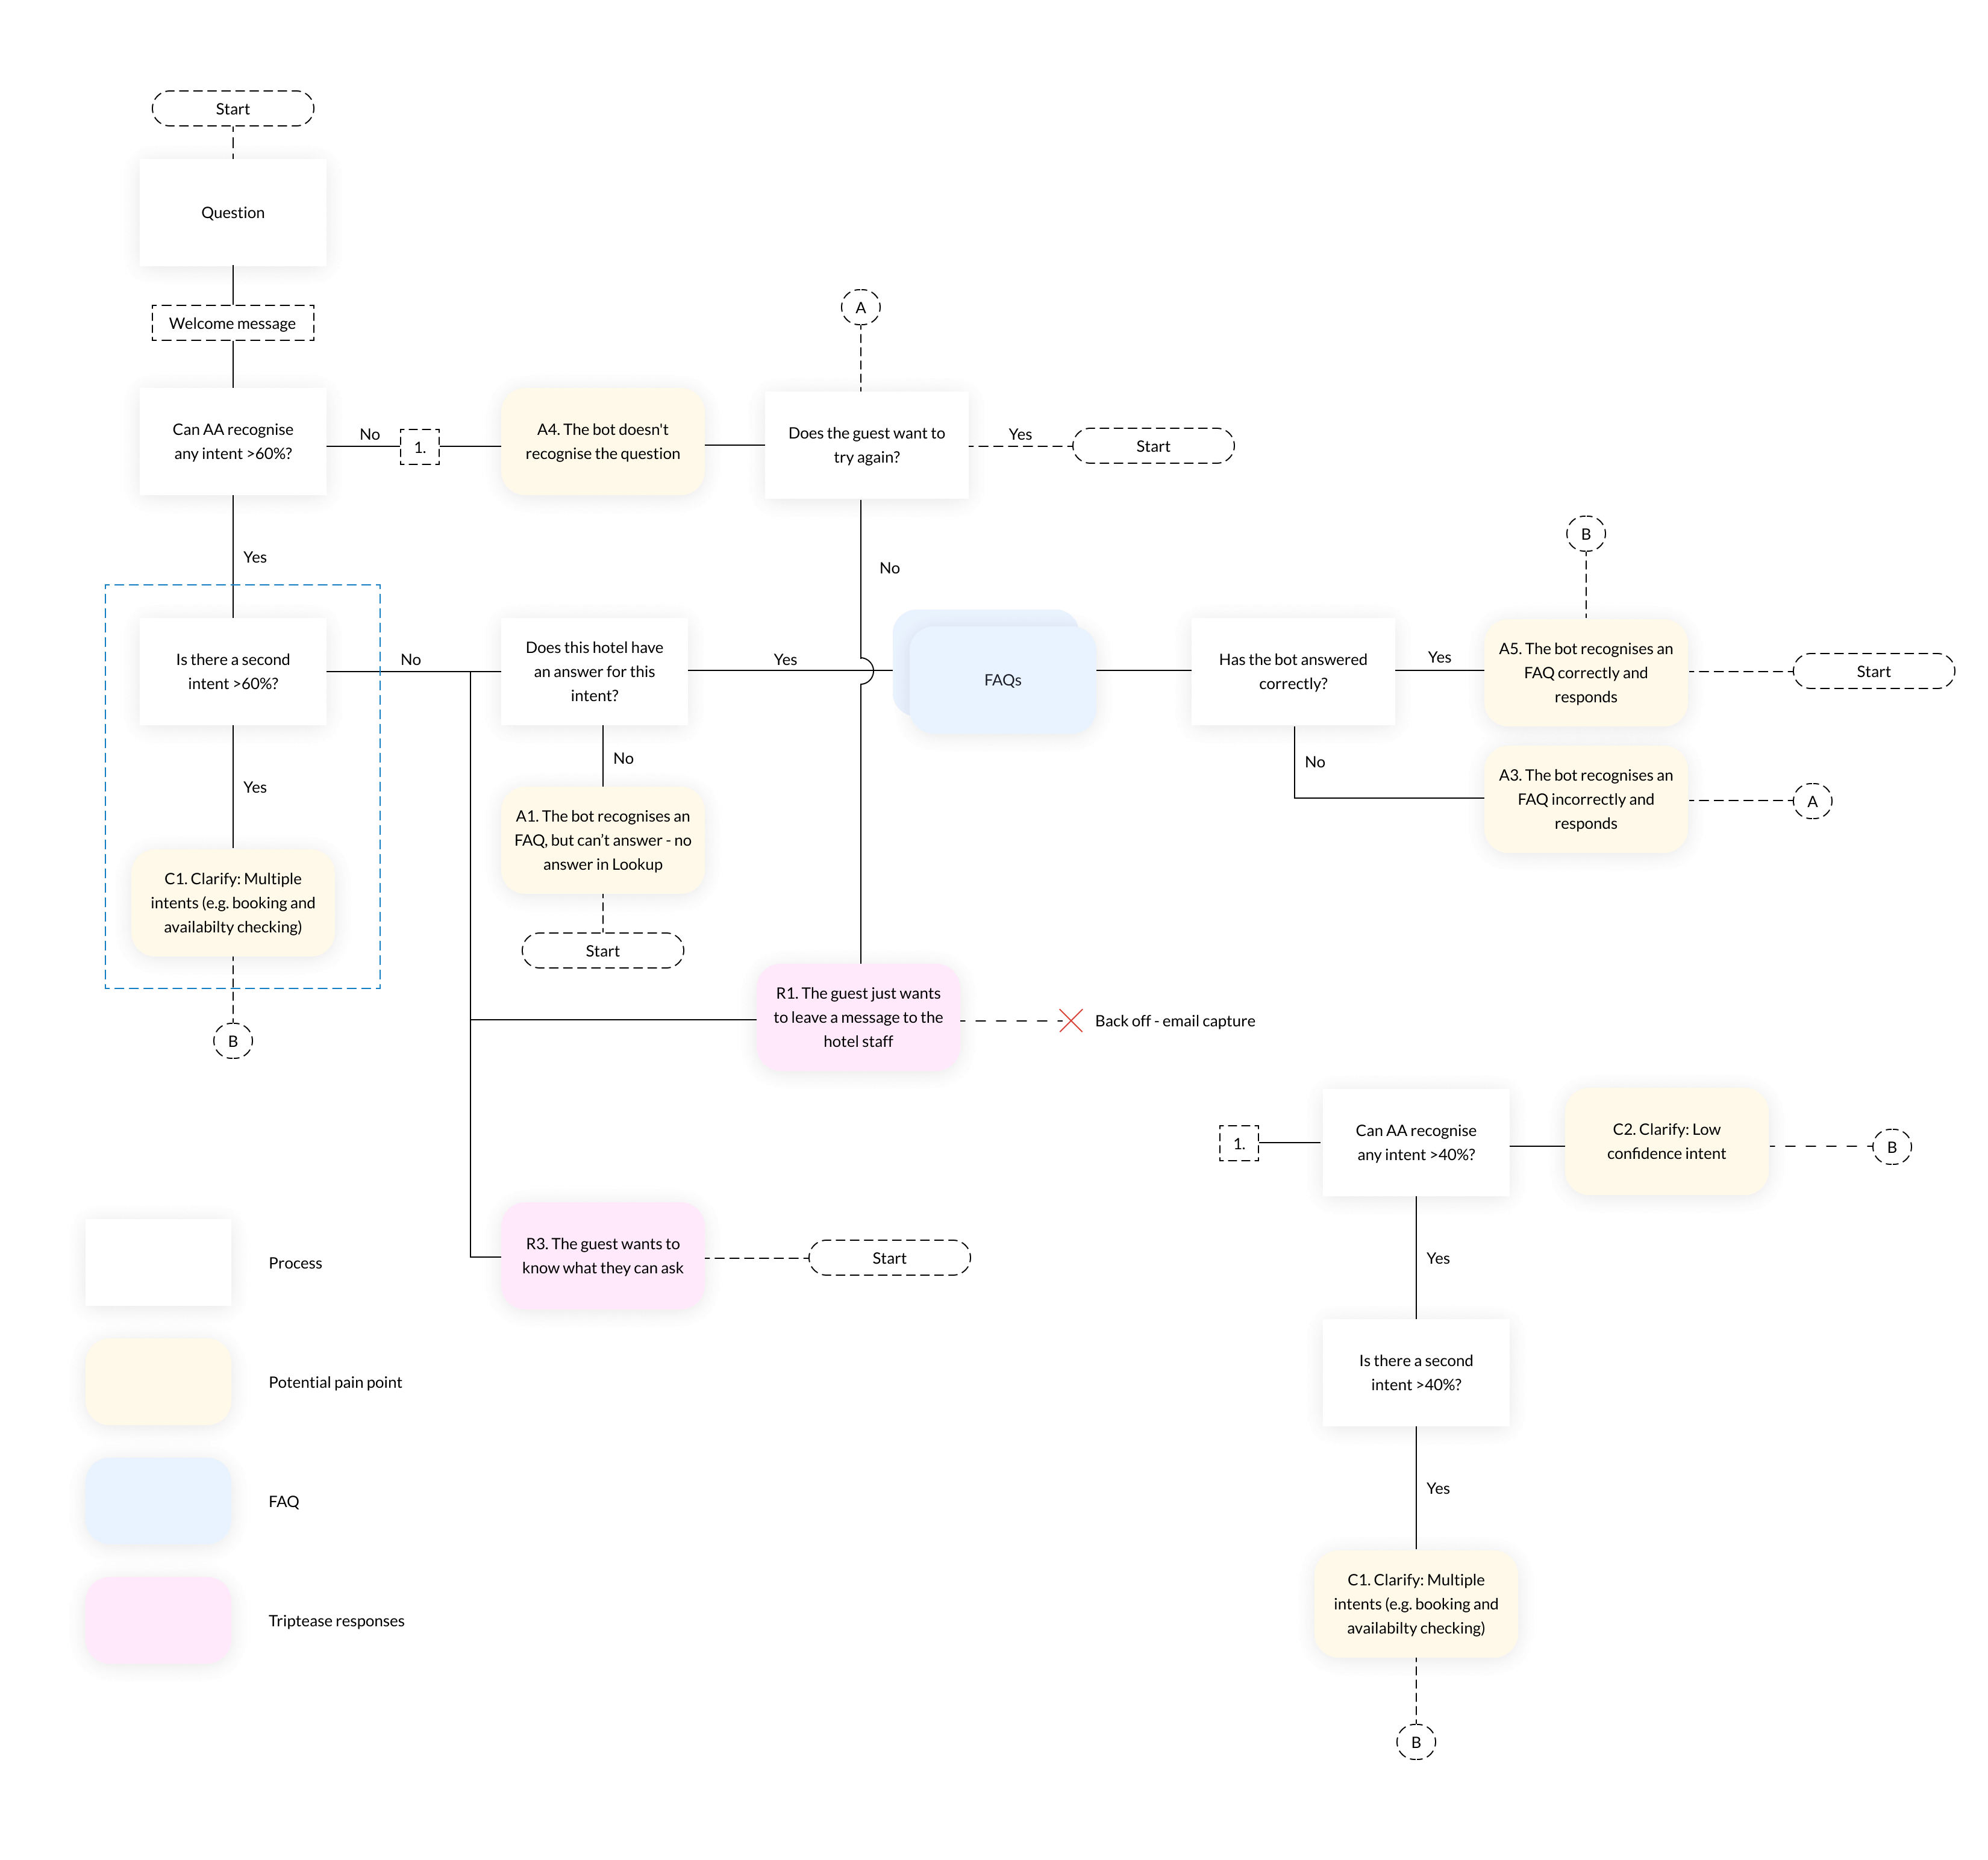 Start
Question
Welcome message
A
Can AA recognise
any intent >60%?
No
1.
A4. The bot doesn't
recognise the question
Does the guest want to
try again?
Yes
Start
Yes
No
B
Is there a second
intent >60%?
No
Does this hotel have
an answer for this
intent?
Yes
FAQs
Has the bot answered
correctly?
Yes
A5. The bot recognises an
FAQ correctly and
responds
Start
Yes
No
No
A3. The bot recognises an
FAQ incorrectly and
responds
A
A1. The bot recognises an
FAQ, but can’t answer - no
answer in Lookup
C1. Clarify: Multiple
intents (e.g. booking and
availabilty checking)
Start
B
R1. The guest just wants
to leave a message to the
hotel staff
Back off - email capture
1.
Can AA recognise
any intent >40%?
C2. Clarify: Low
confidence intent
B
R3. The guest wants to
know what they can ask
Start
Yes
Is there a second
intent >40%?
Yes
C1. Clarify: Multiple
intents (e.g. booking and
availabilty checking)
B
Process
Potential pain point
FAQ
Triptease responses